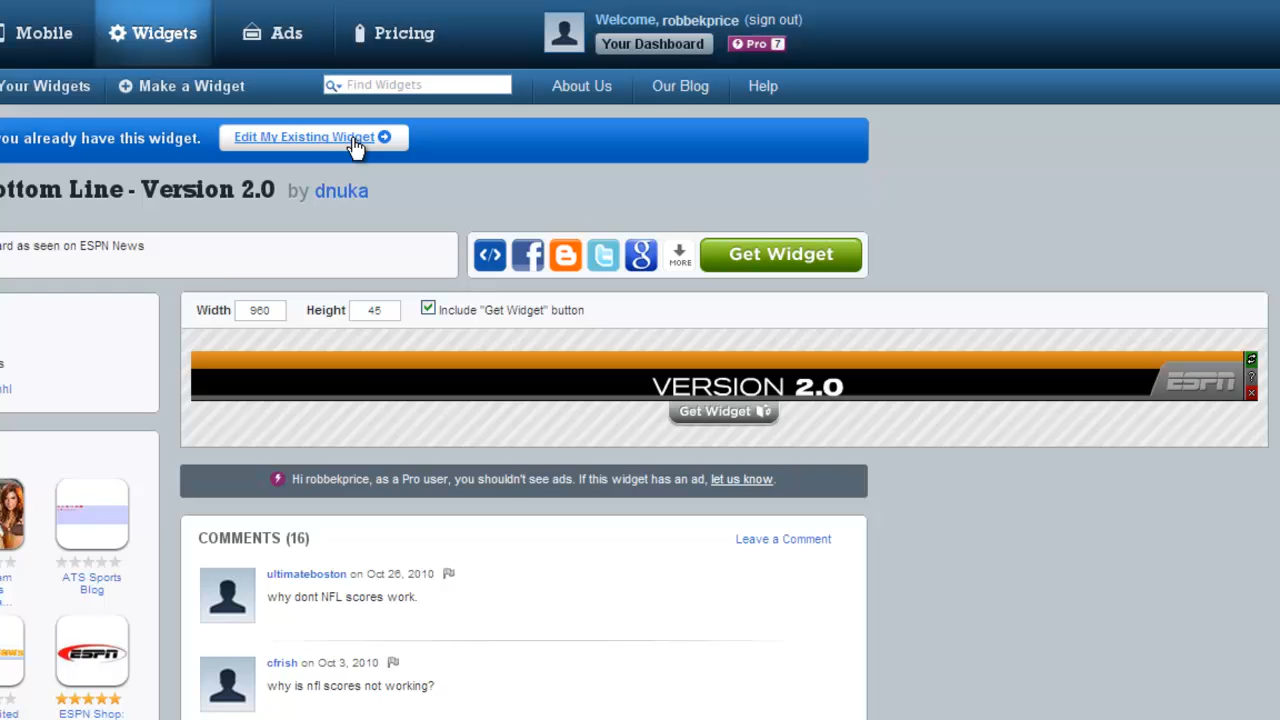 Mobile
Widgets
Ads
Pricing
Welcome, robbekprice (sign out)
Your Dashboard
Pro 7
Your Widgets
Make a Widget
Find Widgets
About Us
Our Blog
Help
you already have this widget.
Edit My Existing Widget
ottom Line - Version 2.0 by dnuka
ard as seen on ESPN News
</>
f
g
MORE
Get Widget
Width 960 Height 45 Include "Get Widget" button
VERSION 2.0
ESPN
?
Get Widget
Hi robbekprice, as a Pro user, you shouldn't see ads. If this widget has an ad, let us know.
s
nhl
am
s
a...
ATS Sports
Blog
ews
ESPN
ited
ESPN Shop:
COMMENTS (16)
Leave a Comment
ultimateboston on Oct 26, 2010
why dont NFL scores work.
cfrish on Oct 3, 2010
why is nfl scores not working?